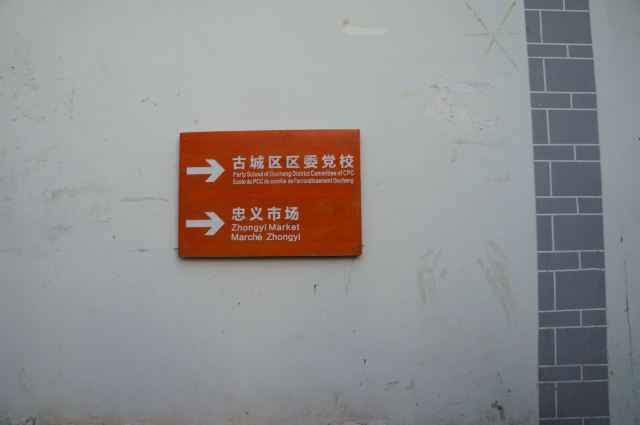 古城区区委党校
Party School of Gucheng District Committee of CPC
Ecole du PCC du comité de l'arrondissement Gucheng
忠义市场
Zhongyi Market
Marché Zhongyi